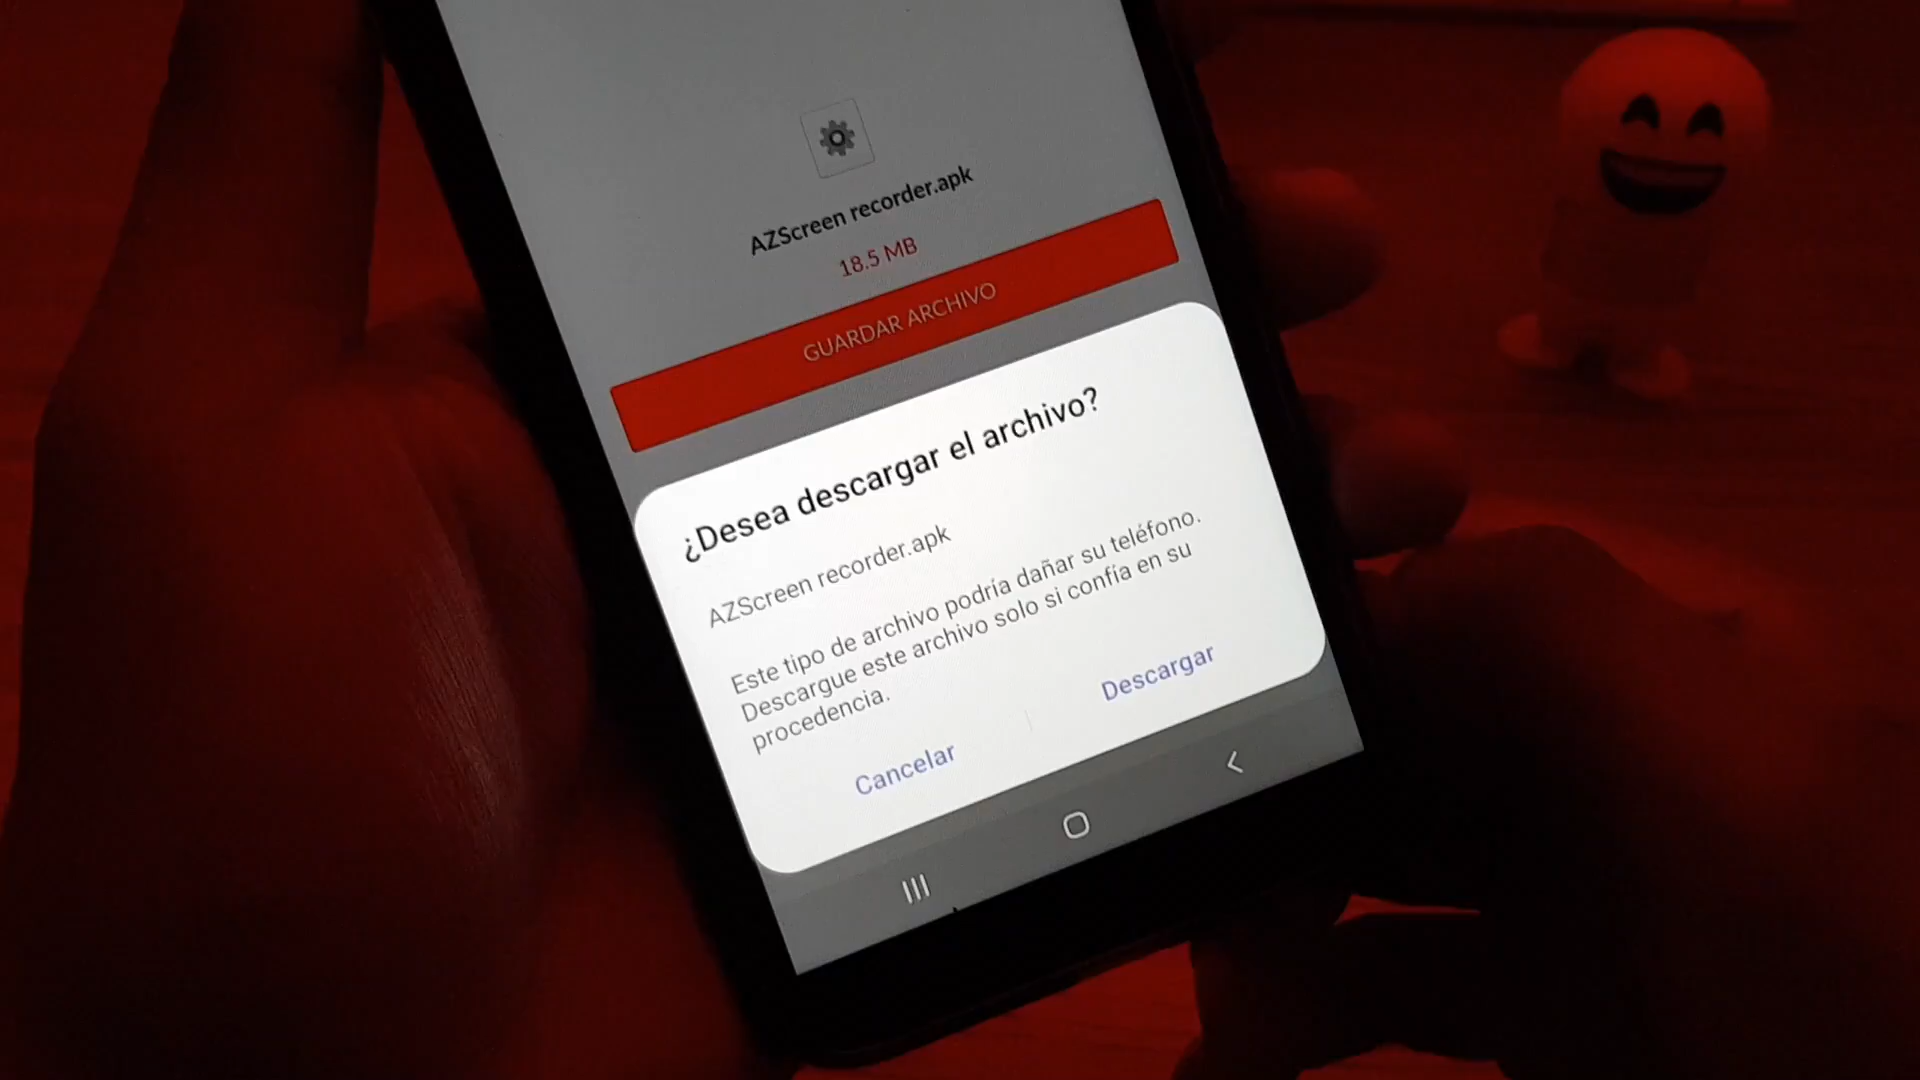 AZScreen recorder.apk
18.5 MB
GUARDAR ARCHIVO
¿Desea descargar el archivo?
AZScreen recorder.apk
Este tipo de archivo podría dañar su teléfono.
Descargue este archivo solo si confía en su
procedencia.
Cancelar
Descargar